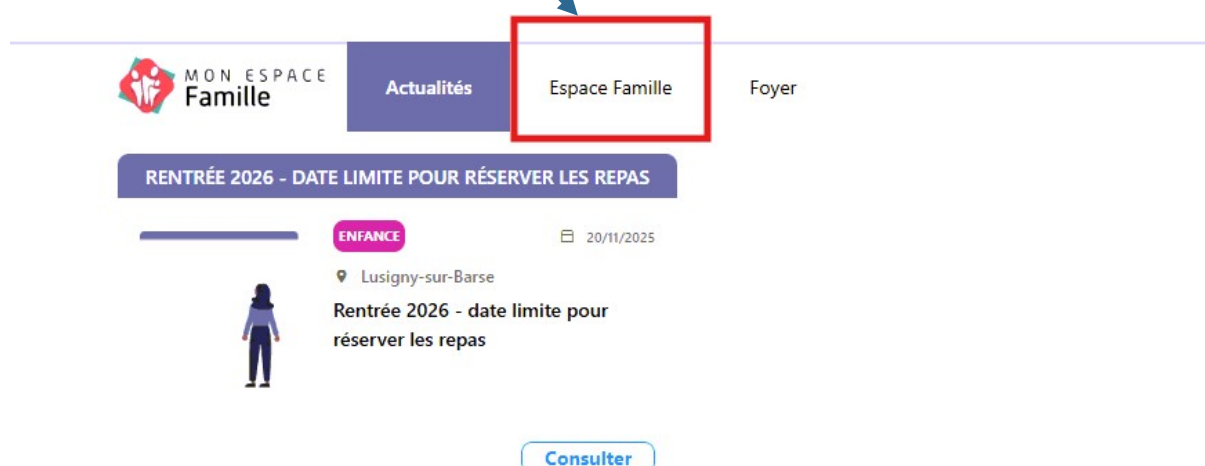 MON ESPACE
Famille
Actualités
Espace Famille
Foyer
RENTRÉE 2026 - DATE LIMITE POUR RÉSERVER LES REPAS
ENFANCE
20/11/2025
Lusigny-sur-Barse
Rentrée 2026 - date limite pour
réserver les repas
Consulter